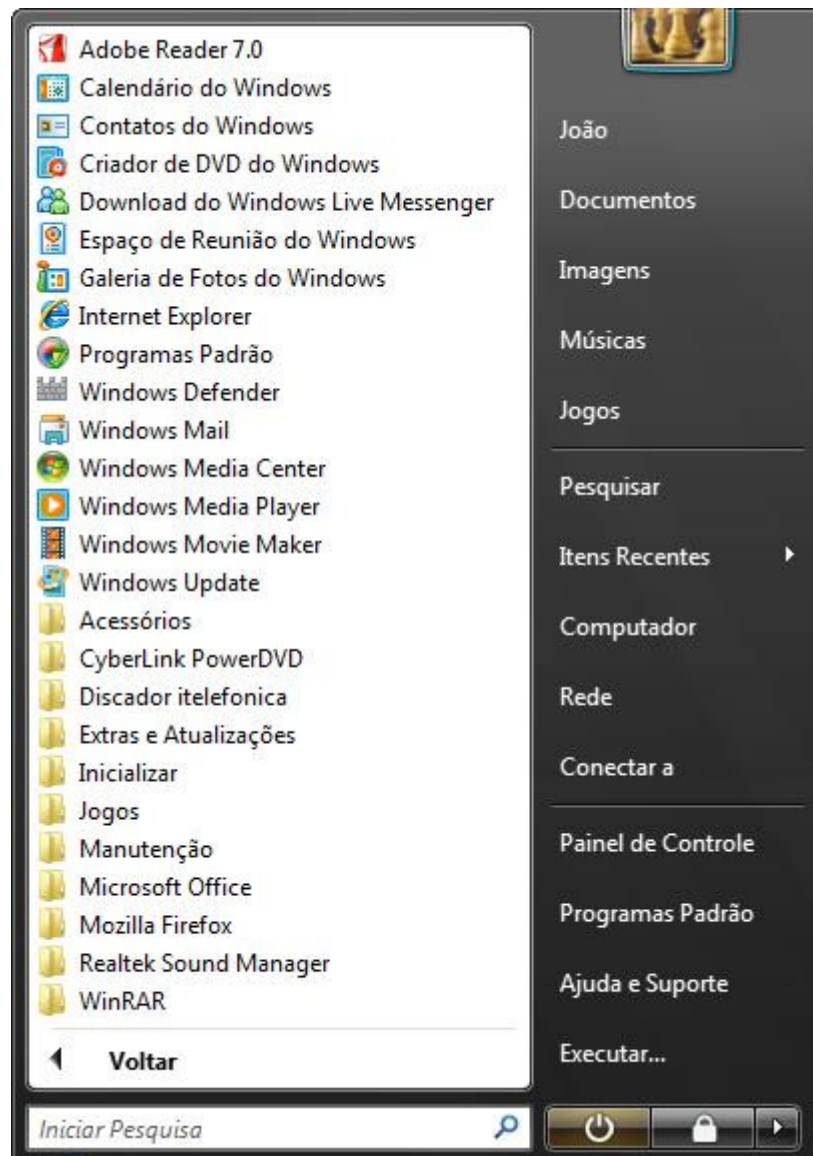 Adobe Reader 7.0
Calendário do Windows
Contatos do Windows
Criador de DVD do Windows
Download do Windows Live Messenger
Espaço de Reunião do Windows
Galeria de Fotos do Windows
Internet Explorer
Programas Padrão
Windows Defender
Windows Mail
Windows Media Center
Windows Media Player
Windows Movie Maker
Windows Update
Acessórios
CyberLink PowerDVD
Discador itelefonica
Extras e Atualizações
Inicializar
Jogos
Manutenção
Microsoft Office
Mozilla Firefox
Realtek Sound Manager
WinRAR
Voltar
Iniciar Pesquisa
João
Documentos
Imagens
Músicas
Jogos
Pesquisar
Itens Recentes
Computador
Rede
Conectar a
Painel de Controle
Programas Padrão
Ajuda e Suporte
Executar...